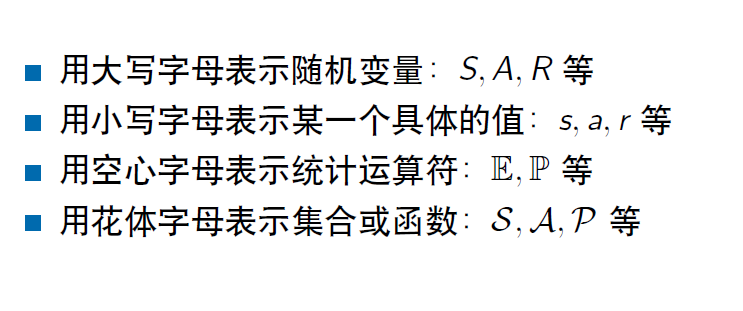 用大写字母表示随机变量：S, A, R 等
用小写字母表示某一个具体的值：s, a, r 等
用空心字母表示统计运算符：𝔼, ℙ 等
用花体字母表示集合或函数：𝒮, 𝒜, 𝒫 等